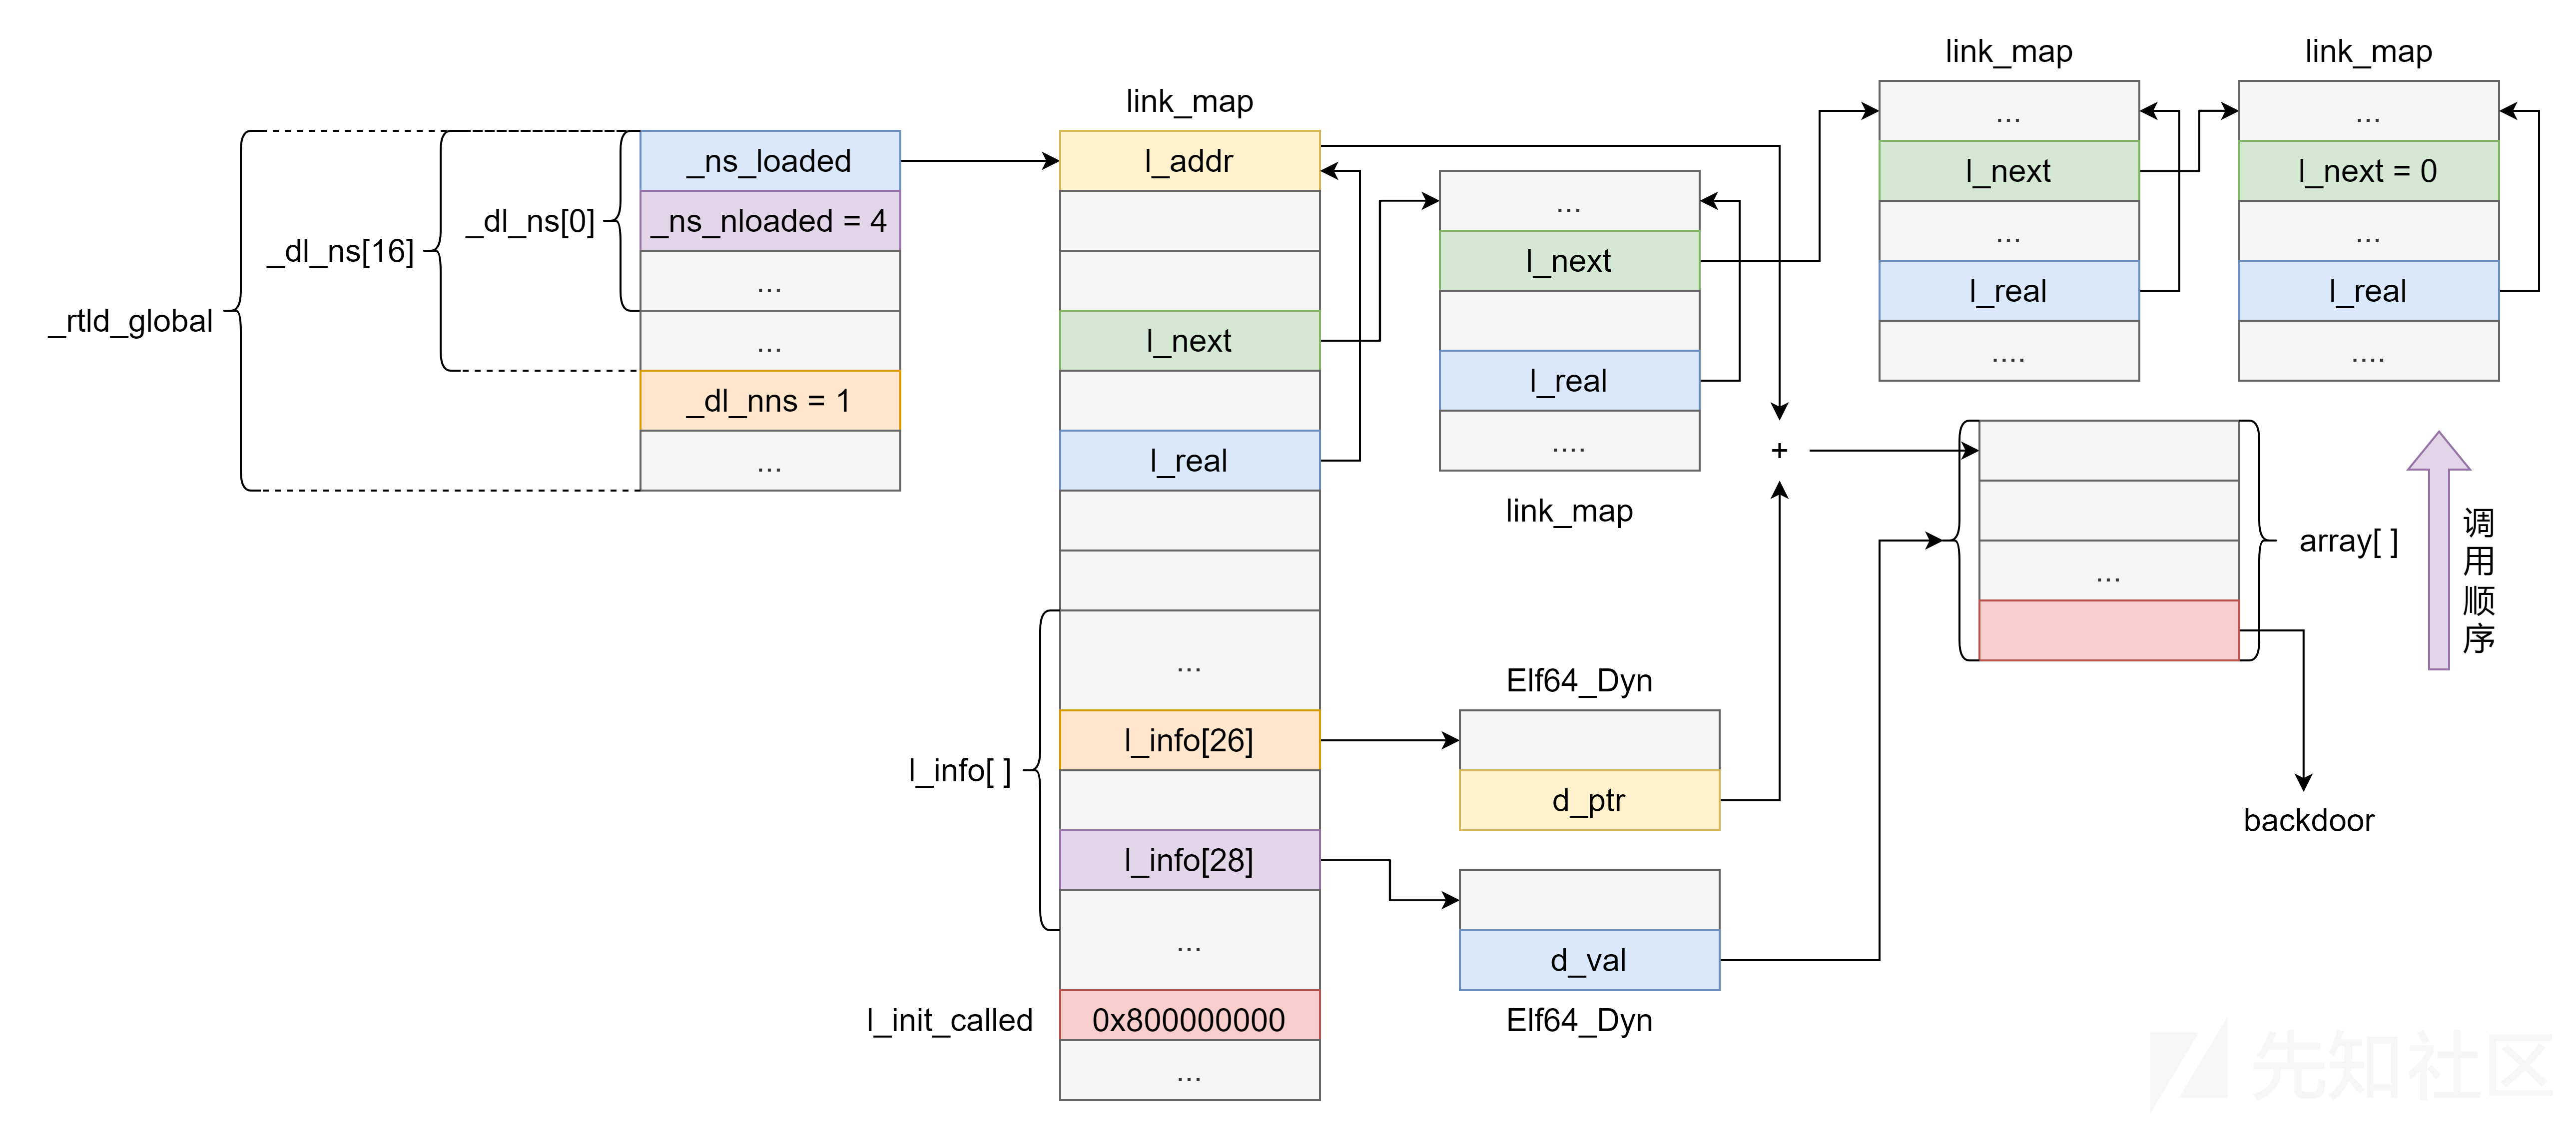 _rtld_global
_dl_ns[16]
_dl_ns[0]
_ns_loaded
_ns_nloaded = 4
...
...
_dl_nns = 1
...
link_map
l_addr
l_next
l_real
...
l_info[26]
l_info[28]
...
l_info[ ]
l_init_called
0x800000000
...
...
l_next
l_real
....
link_map
link_map
...
l_next
...
l_real
....
link_map
...
l_next = 0
...
l_real
....
+
Elf64_Dyn
d_ptr
d_val
Elf64_Dyn
...
array[ ]
backdoor
调
用
顺
序
先知社区